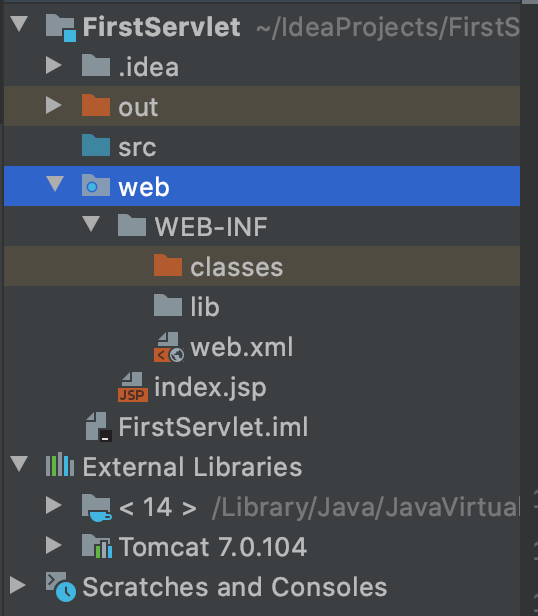 FirstServlet ~/IdeaProjects/FirstS
.idea
out
src
web
WEB-INF
classes
lib
web.xml
JSP index.jsp
FirstServlet.iml
External Libraries
< 14 > /Library/Java/JavaVirtual
Tomcat 7.0.104
Scratches and Consoles